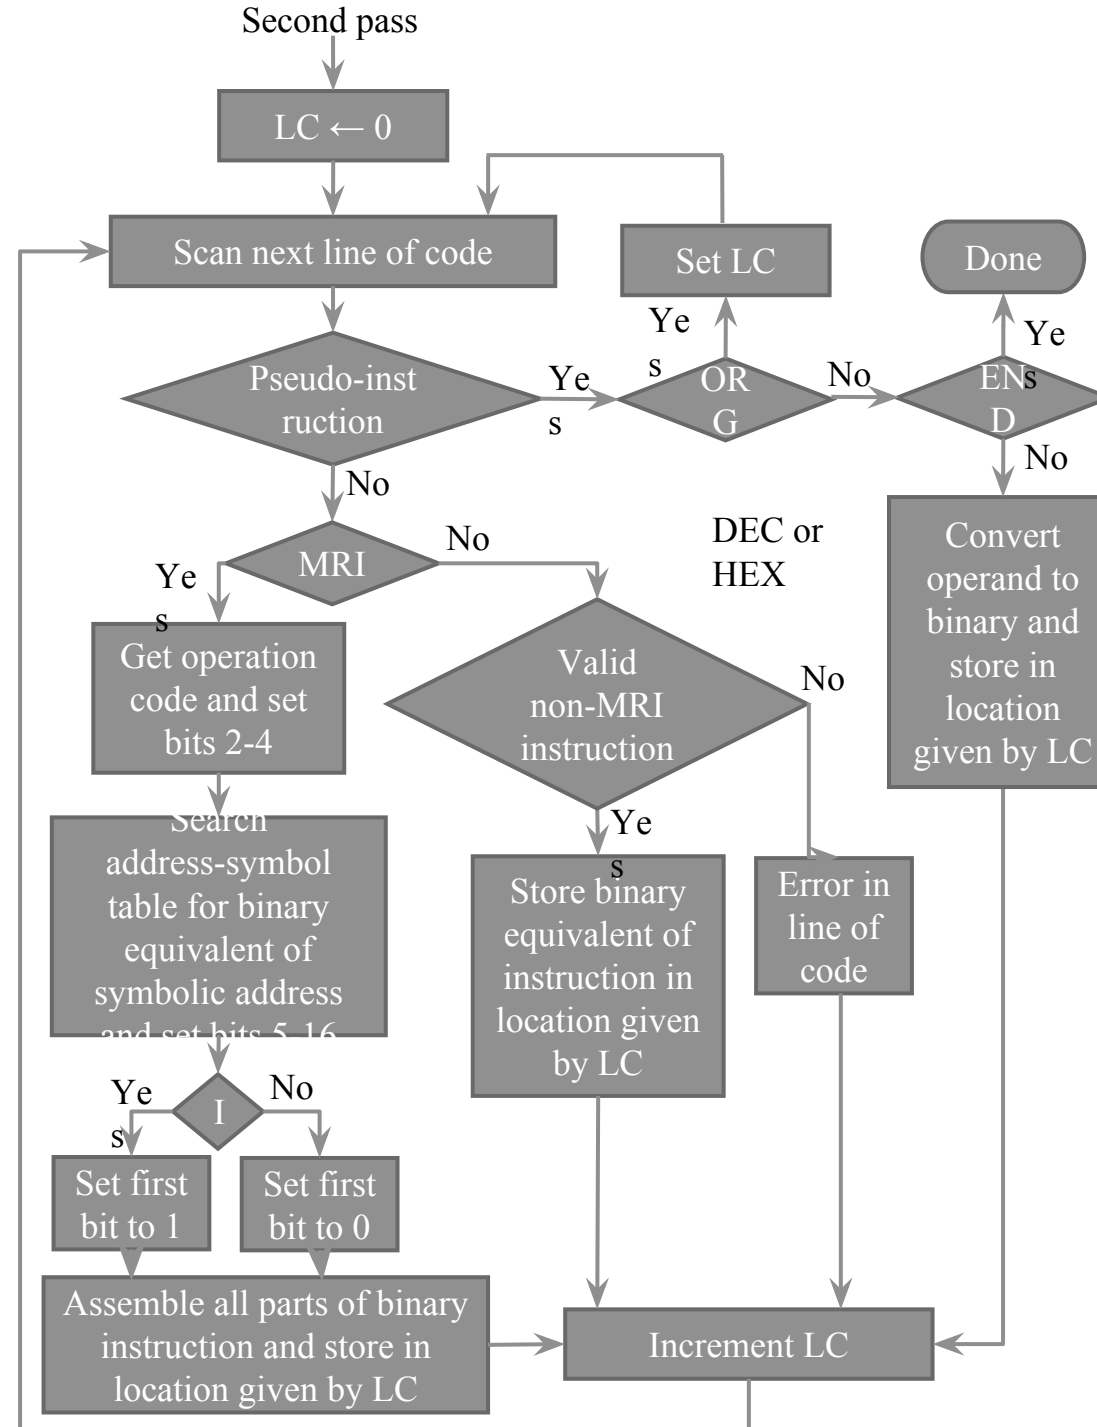 Second pass
LC ← 0
Scan next line of code
Set LC
Done
Pseudo-inst
ruction
Ye
s
Ye
s
OR
G
No
Ye
s
EN
D
No
No
MRI
No
DEC or
HEX
Convert
operand to
binary and
store in
location
given by LC
Ye
s
Get operation
code and set
bits 2-4
Valid
non-MRI
instruction
No
Search
address-symbol
table for binary
equivalent of
symbolic address
and set bits 5-16
Ye
s
Store binary
equivalent of
instruction in
location given
by LC
Error in
line of
code
Ye
s
I
No
Set first
bit to 1
Set first
bit to 0
Assemble all parts of binary
instruction and store in
location given by LC
Increment LC